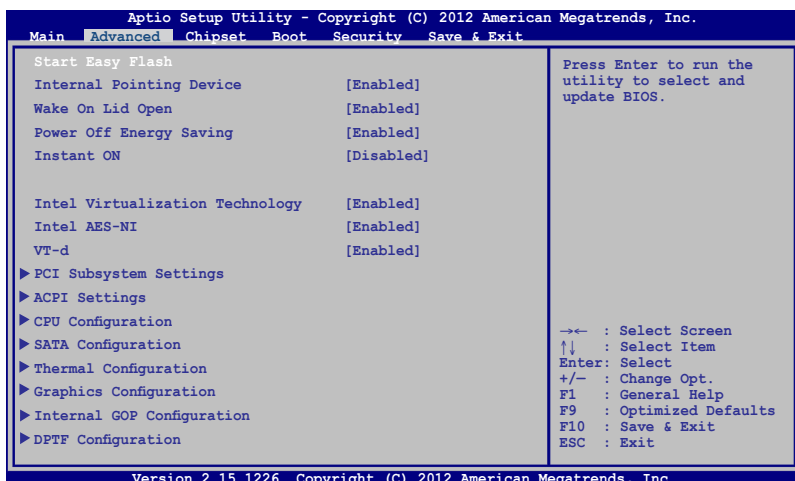 Aptio Setup Utility - Copyright (C) 2012 American Megatrends, Inc.
Main Advanced Chipset Boot Security Save & Exit
Start Easy Flash
Internal Pointing Device [Enabled]
Wake On Lid Open [Enabled]
Power Off Energy Saving [Enabled]
Instant ON [Disabled]
Intel Virtualization Technology [Enabled]
Intel AES-NI [Enabled]
VT-d [Enabled]
▶ PCI Subsystem Settings
▶ ACPI Settings
▶ CPU Configuration
▶ SATA Configuration
▶ Thermal Configuration
▶ Graphics Configuration
▶ Internal GOP Configuration
▶ DPTF Configuration
Press Enter to run the
utility to select and
update BIOS.
→← : Select Screen
↑↓ : Select Item
Enter: Select
+/— : Change Opt.
F1 : General Help
F9 : Optimized Defaults
F10 : Save & Exit
ESC : Exit
Version 2.15.1226. Copyright (C) 2012 American Megatrends, Inc.